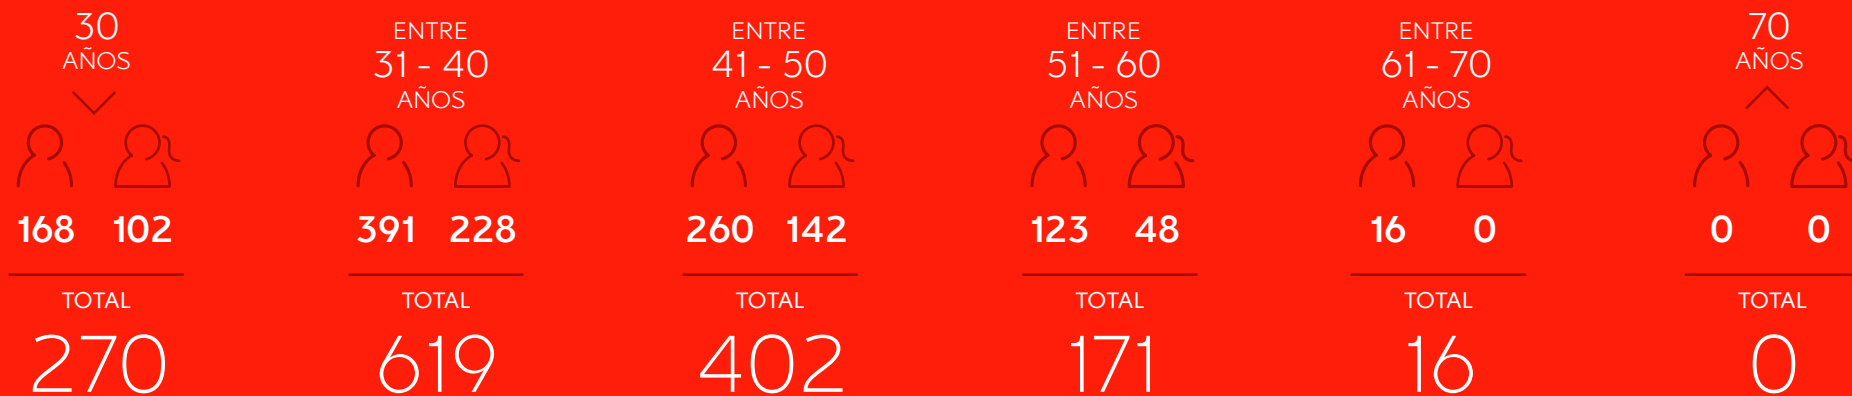 30
AÑOS
168 102
TOTAL
270
ENTRE
31 - 40
AÑOS
391 228
TOTAL
619
ENTRE
41 - 50
AÑOS
260 142
TOTAL
402
ENTRE
51 - 60
AÑOS
123 48
TOTAL
171
ENTRE
61 - 70
AÑOS
16 0
TOTAL
16
70
AÑOS
0 0
TOTAL
0